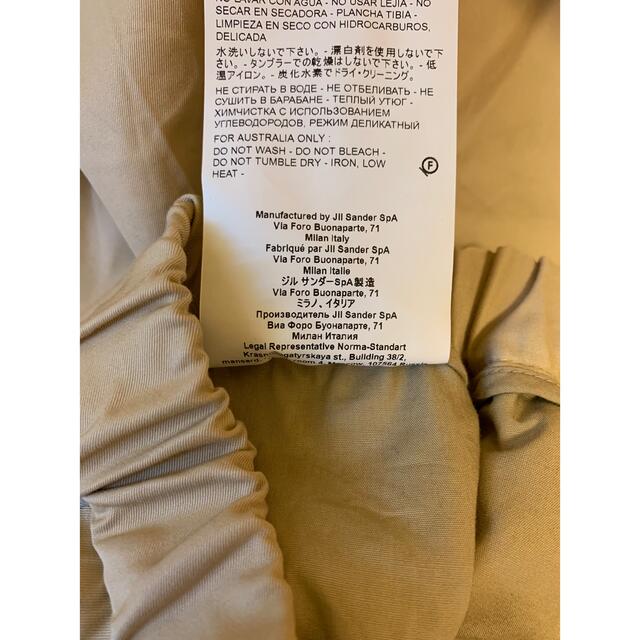 NO LAVAR CON AGUA - NO USAR LEJIA - NO
SECAR EN SECADORA - PLANCHA TIBIA -
LIMPIEZA EN SECO CON HIDROCARBUROS,
DELICADA
水洗いしないで下さい。- 漂白剤を使用しないで下
さい。- タンブラーでの乾燥はしないで下さい。- 低
温アイロン。- 炭化水素でドライ・クリーニング。
НЕ СТИРАТЬ В ВОДЕ - НЕ ОТБЕЛИВАТЬ - НЕ
СУШИТЬ В БАРАБАНЕ - ТЕПЛЫЙ УТЮГ -
ХИМЧИСТКА С ИСПОЛЬЗОВАНИЕМ
УГЛЕВОДОРОДОВ, РЕЖИМ ДЕЛИКАТНЫЙ
FOR AUSTRALIA ONLY :
DO NOT WASH - DO NOT BLEACH -
DO NOT TUMBLE DRY - IRON, LOW
HEAT -
F
Manufactured by Jil Sander SpA
Via Foro Buonaparte, 71
Milan Italy
Fabriqué par Jil Sander SpA
Via Foro Buonaparte, 71
Milan Italie
ジル サンダーSpA製造
Via Foro Buonaparte, 71
ミラノ、イタリア
Производитель Jil Sander SpA
Виа Форо Буонапарте, 71
Милан Италия
Legal Representative Norma-Standart
st., Building 38/2,
4, Moscow, 107564 Russia